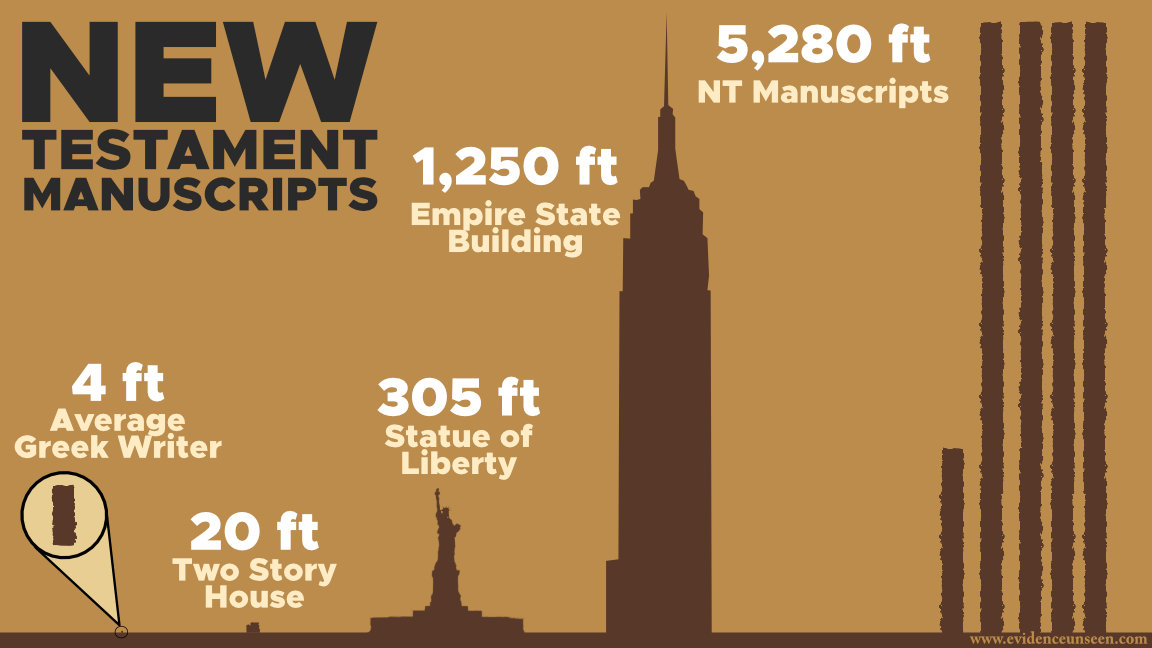 NEW
TESTAMENT
MANUSCRIPTS
5,280 ft
NT Manuscripts
1,250 ft
Empire State
Building
4 ft
Average
Greek Writer
305 ft
Statue of
Liberty
20 ft
Two Story
House
www.evidenceunseen.com